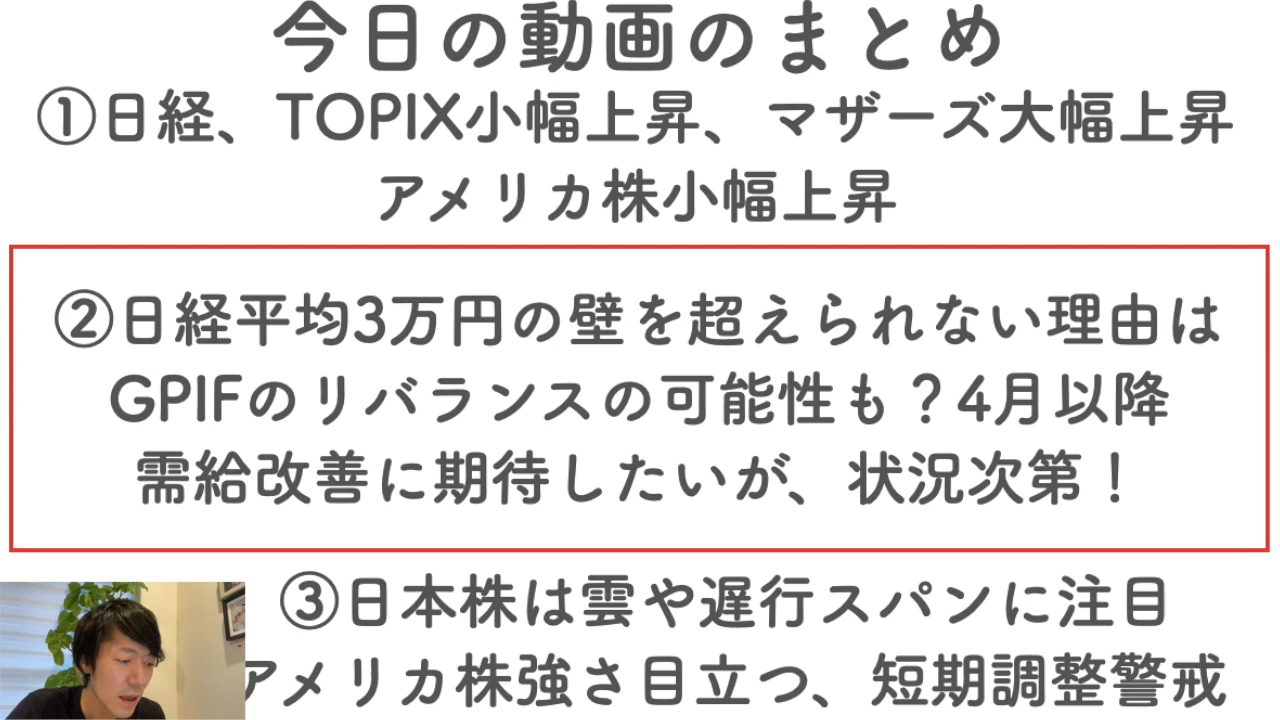 今日の動画のまとめ
①日経、TOPIX小幅上昇、マザーズ大幅上昇
アメリカ株小幅上昇
②日経平均3万円の壁を超えられない理由は
GPIFのリバランスの可能性も？4月以降
需給改善に期待したいが、状況次第！
③日本株は雲や遅行スパンに注目
アメリカ株強さ目立つ、短期調整警戒